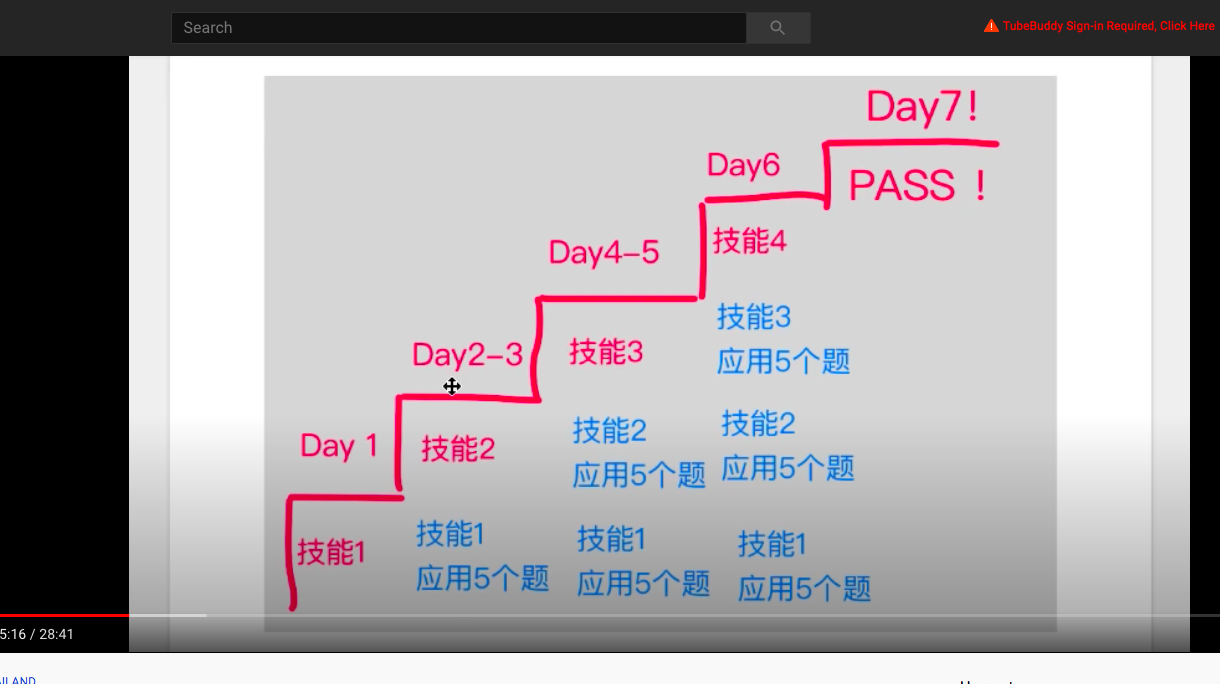 Search
TubeBuddy Sign-in Required, Click Here
Day7!
PASS !
Day6
技能4
技能3
应用5个题
技能2
应用5个题
技能1
应用5个题
Day4-5
技能3
技能2
应用5个题
技能1
应用5个题
Day2-3
技能2
技能1
应用5个题
Day 1
技能1
5:16 / 28:41